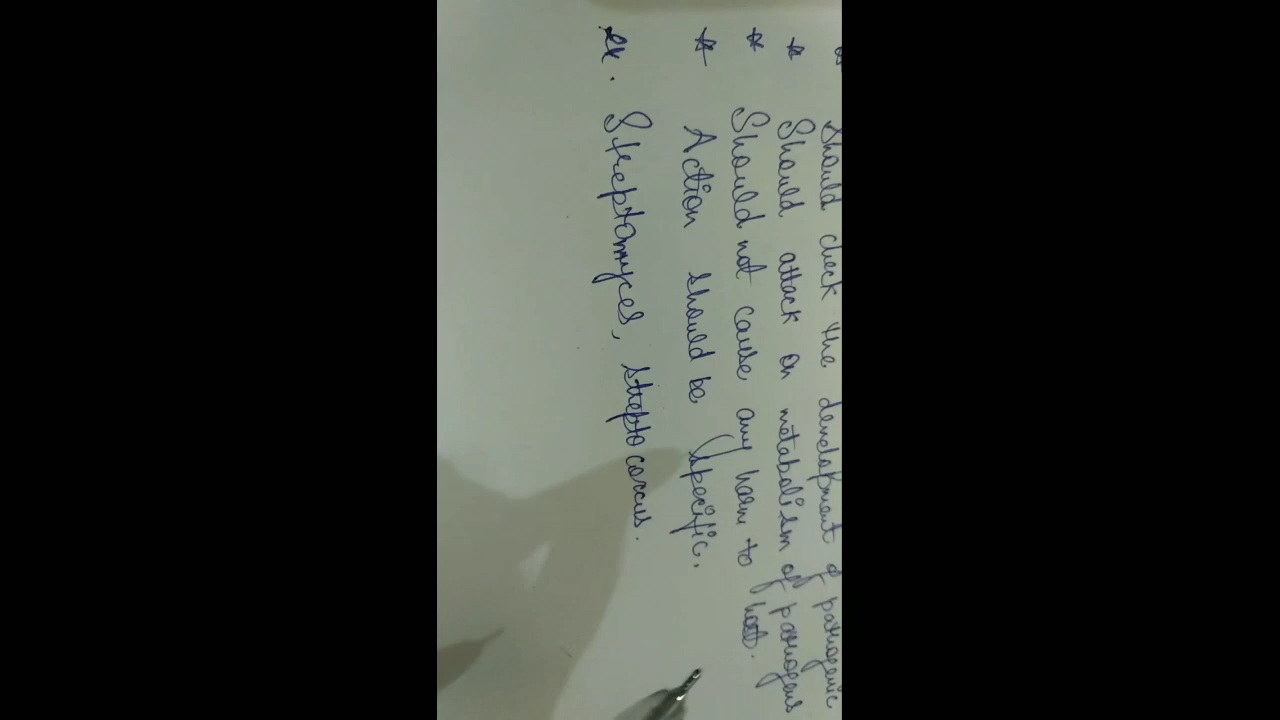 * Should check the development of pathogenic
* Should attack on metabolism of pathogens
* Should not cause any harm to host.
* Action should be specific.
ex. Streptomyces, streptococcus.